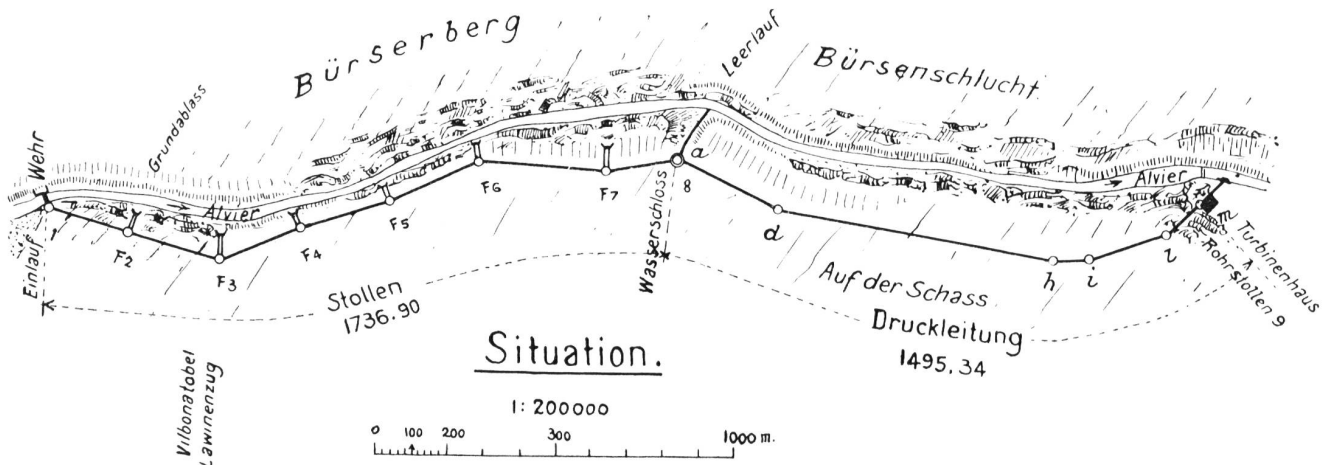 Bürserberg
Leerlauf
Bürsenschlucht
Wehr
Grundablass
Alvier
Alvier
1
F2
F3
F4
F5
F6
F7
8
a
d
h
i
l
m
Einlauf
Wasserschloss
Turbinenhaus
Rohrstollen 9
Stollen
1736.90
Auf der Schass
Druckleitung
1495.34
Vilbonatobel
Lawinenzug
Situation.
1:200000
0 100 200 300 1000 m.